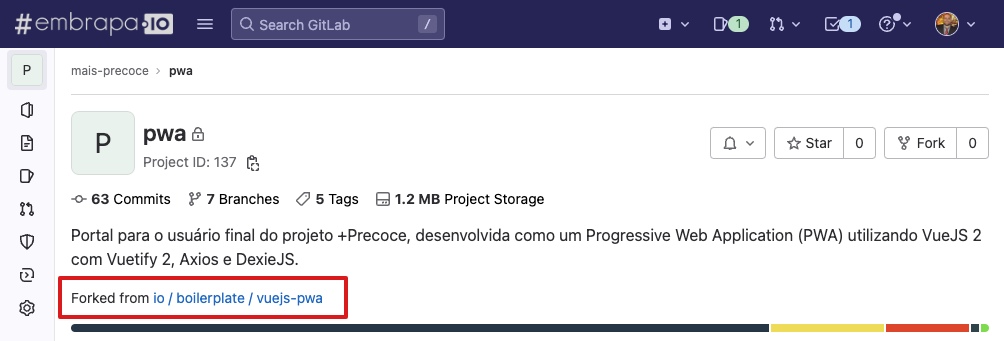 #embrapa.io
Search GitLab /
1
1
P
mais-precoce > pwa
P
pwa
Project ID: 137
Star 0
Fork 0
63 Commits 7 Branches 5 Tags 1.2 MB Project Storage
Portal para o usuário final do projeto +Precoce, desenvolvida como um Progressive Web Application (PWA) utilizando VueJS 2
com Vuetify 2, Axios e DexieJS.
Forked from io / boilerplate / vuejs-pwa